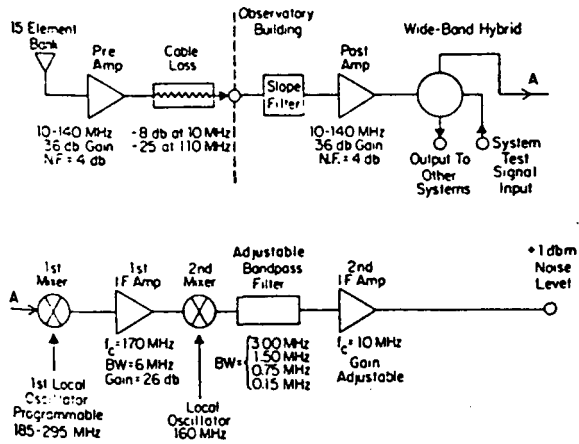 15 Element
Bank
Pre
Amp
Cable
Loss
Observatory
Building
Slope
Filter
Post
Amp
Wide-Band Hybrid
A
10-140 MHz
36 db Gain
N.F. = 4 db
-8 db at 10 MHz
-25 at 110 MHz
10-140 MHz
36 db Gain
N.F. = 4 db
Output To
Other
Systems
System
Test
Signal
Input
A
1st
Mixer
1st
I F Amp
2nd
Mixer
Adjustable
Bandpass
Filter
2nd
I F Amp
+1 dbm
Noise
Level
1st Local
Oscillator
Programmable
185-295 MHz
fc = 170 MHz
BW = 6 MHz
Gain = 26 db
Local
Oscillator
160 MHz
BW = { 3.00 MHz
1.50 MHz
0.75 MHz
0.15 MHz
fc = 10 MHz
Gain
Adjustable